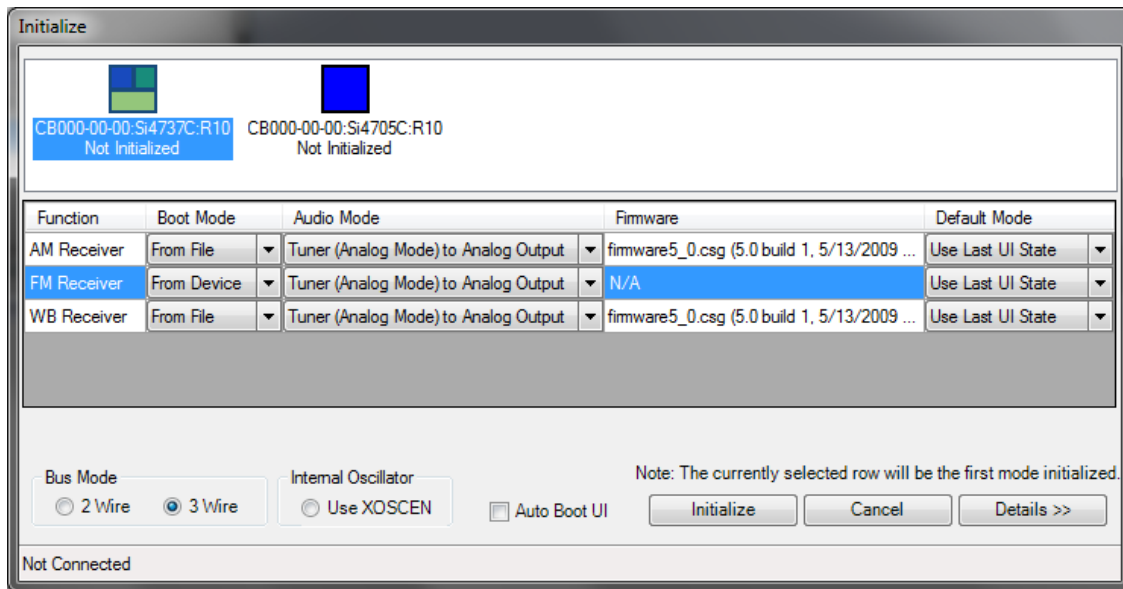 Initialize
CB000-00-00:Si4737C:R10 CB000-00-00:Si4705C:R10
Not Initialized Not Initialized
Function Boot Mode Audio Mode Firmware Default Mode
AM Receiver From File Tuner (Analog Mode) to Analog Output firmware5_0.csg (5.0 build 1, 5/13/2009 ... Use Last UI State
FM Receiver From Device Tuner (Analog Mode) to Analog Output N/A Use Last UI State
WB Receiver From File Tuner (Analog Mode) to Analog Output firmware5_0.csg (5.0 build 1, 5/13/2009 ... Use Last UI State
Note: The currently selected row will be the first mode initialized.
Bus Mode Internal Oscillator
2 Wire 3 Wire Use XOSCEN Auto Boot UI Initialize Cancel Details >>
Not Connected